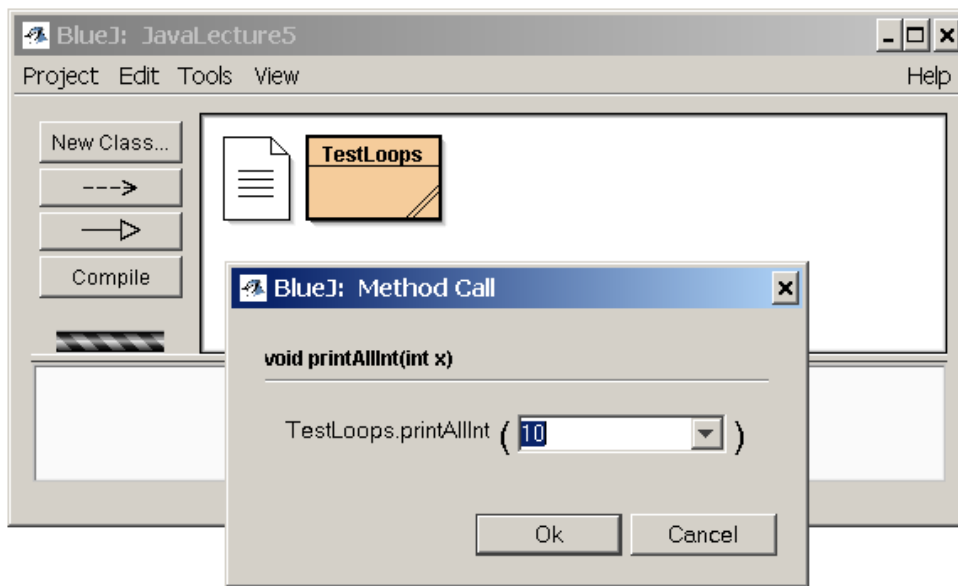 BlueJ: JavaLecture5
Project Edit Tools View Help
New Class...
TestLoops
Compile
BlueJ: Method Call
void printAllInt(int x)
TestLoops.printAllInt ( 10 )
Ok Cancel